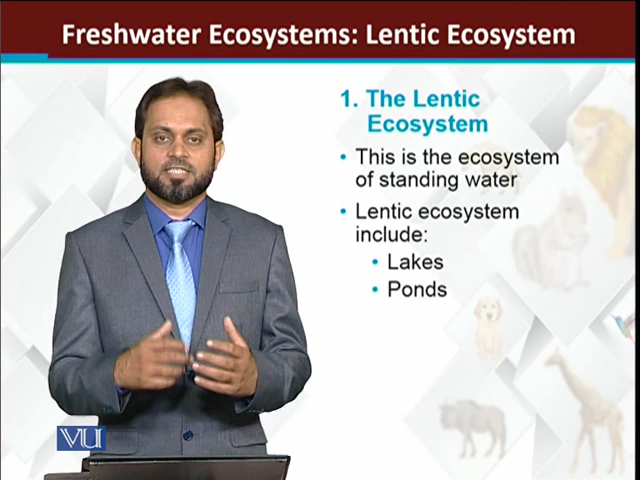 Freshwater Ecosystems: Lentic Ecosystem
1. The Lentic
Ecosystem
• This is the ecosystem
of standing water
• Lentic ecosystem
include:
• Lakes
• Ponds
VU